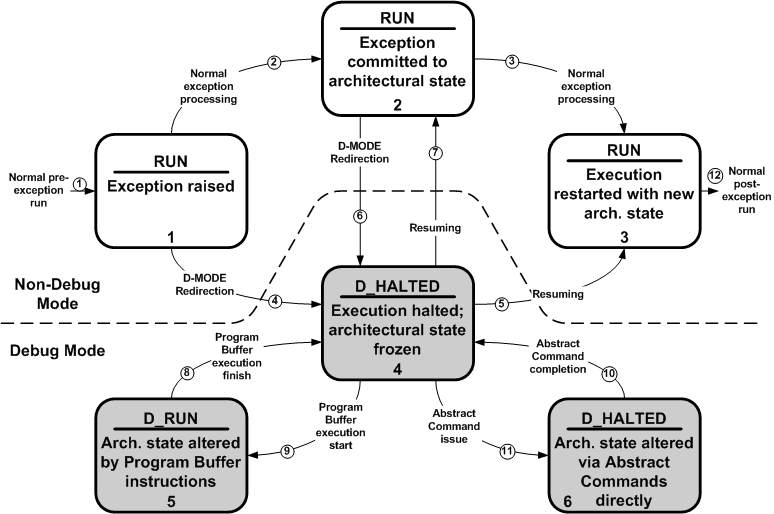 RUN
Exception
committed to
architectural state
2
2
3
Normal
exception
processing
Normal
exception
processing
D-MODE
Redirection
7
RUN
Exception raised
1
RUN
Execution
restarted with new
arch. state
3
Normal pre-
exception
run
1
12
Normal
post-
exception
run
6
Resuming
D-MODE
Redirection
4
D_HALTED
Execution halted;
architectural state
frozen
4
5
Resuming
Non-Debug
Mode
Debug Mode
Program
Buffer
execution
finish
8
Abstract
Command
completion
10
Program
Buffer
execution
start
9
Abstract
Command
issue
11
D_RUN
Arch. state altered
by Program Buffer
instructions
5
D_HALTED
Arch. state altered
via Abstract
Commands
directly
6